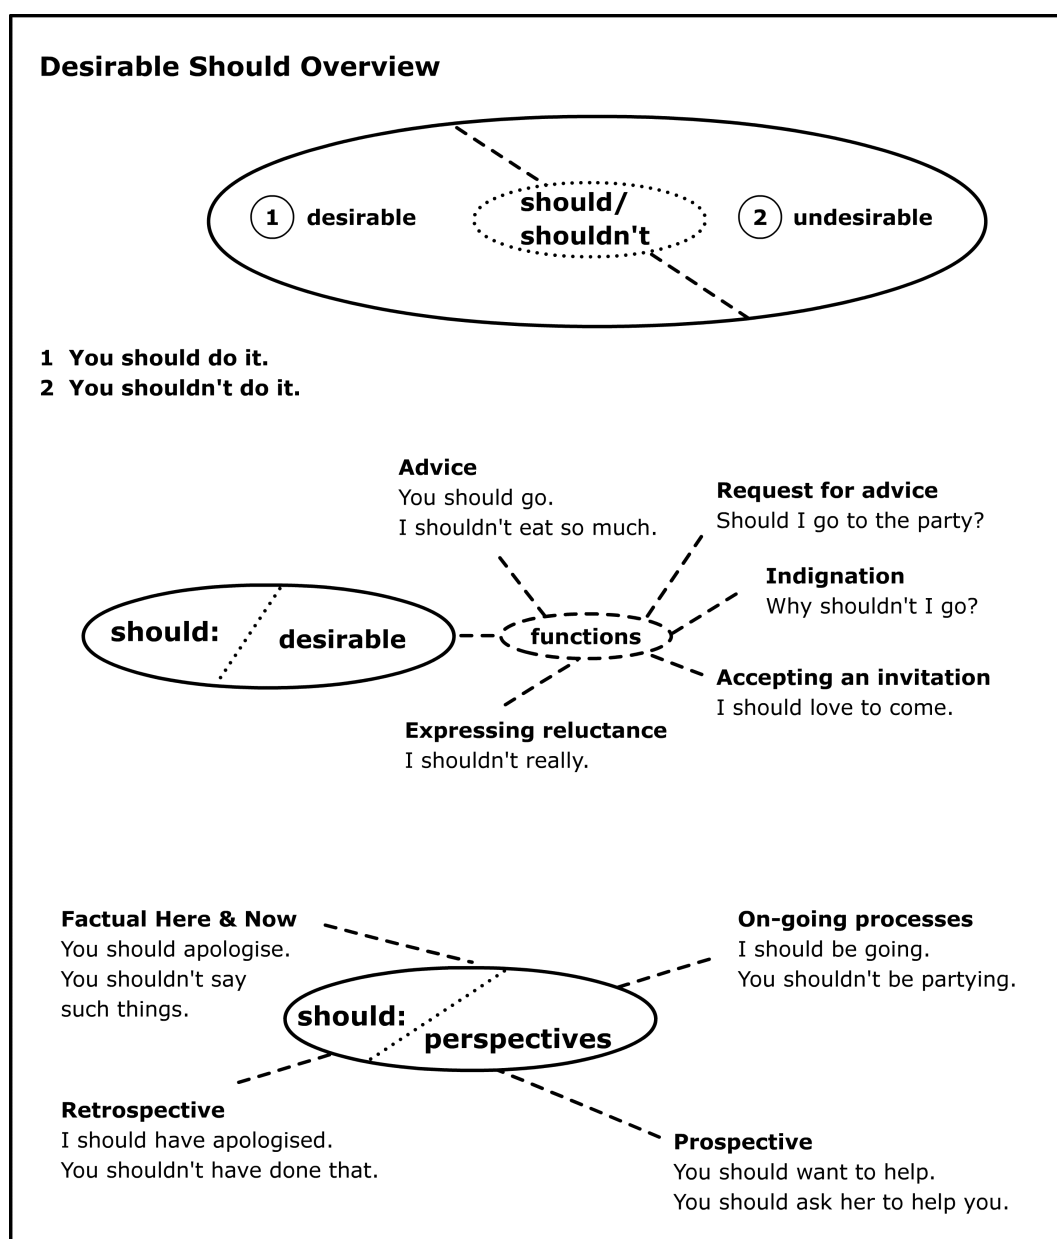 Desirable Should Overview
1 desirable
should/
shouldn't
2 undesirable
1 You should do it.
2 You shouldn't do it.
Advice
You should go.
I shouldn't eat so much.
Request for advice
Should I go to the party?
Indignation
Why shouldn't I go?
should:
desirable
functions
Accepting an invitation
I should love to come.
Expressing reluctance
I shouldn't really.
Factual Here & Now
You should apologise.
You shouldn't say
such things.
On-going processes
I should be going.
You shouldn't be partying.
should:
perspectives
Retrospective
I should have apologised.
You shouldn't have done that.
Prospective
You should want to help.
You should ask her to help you.